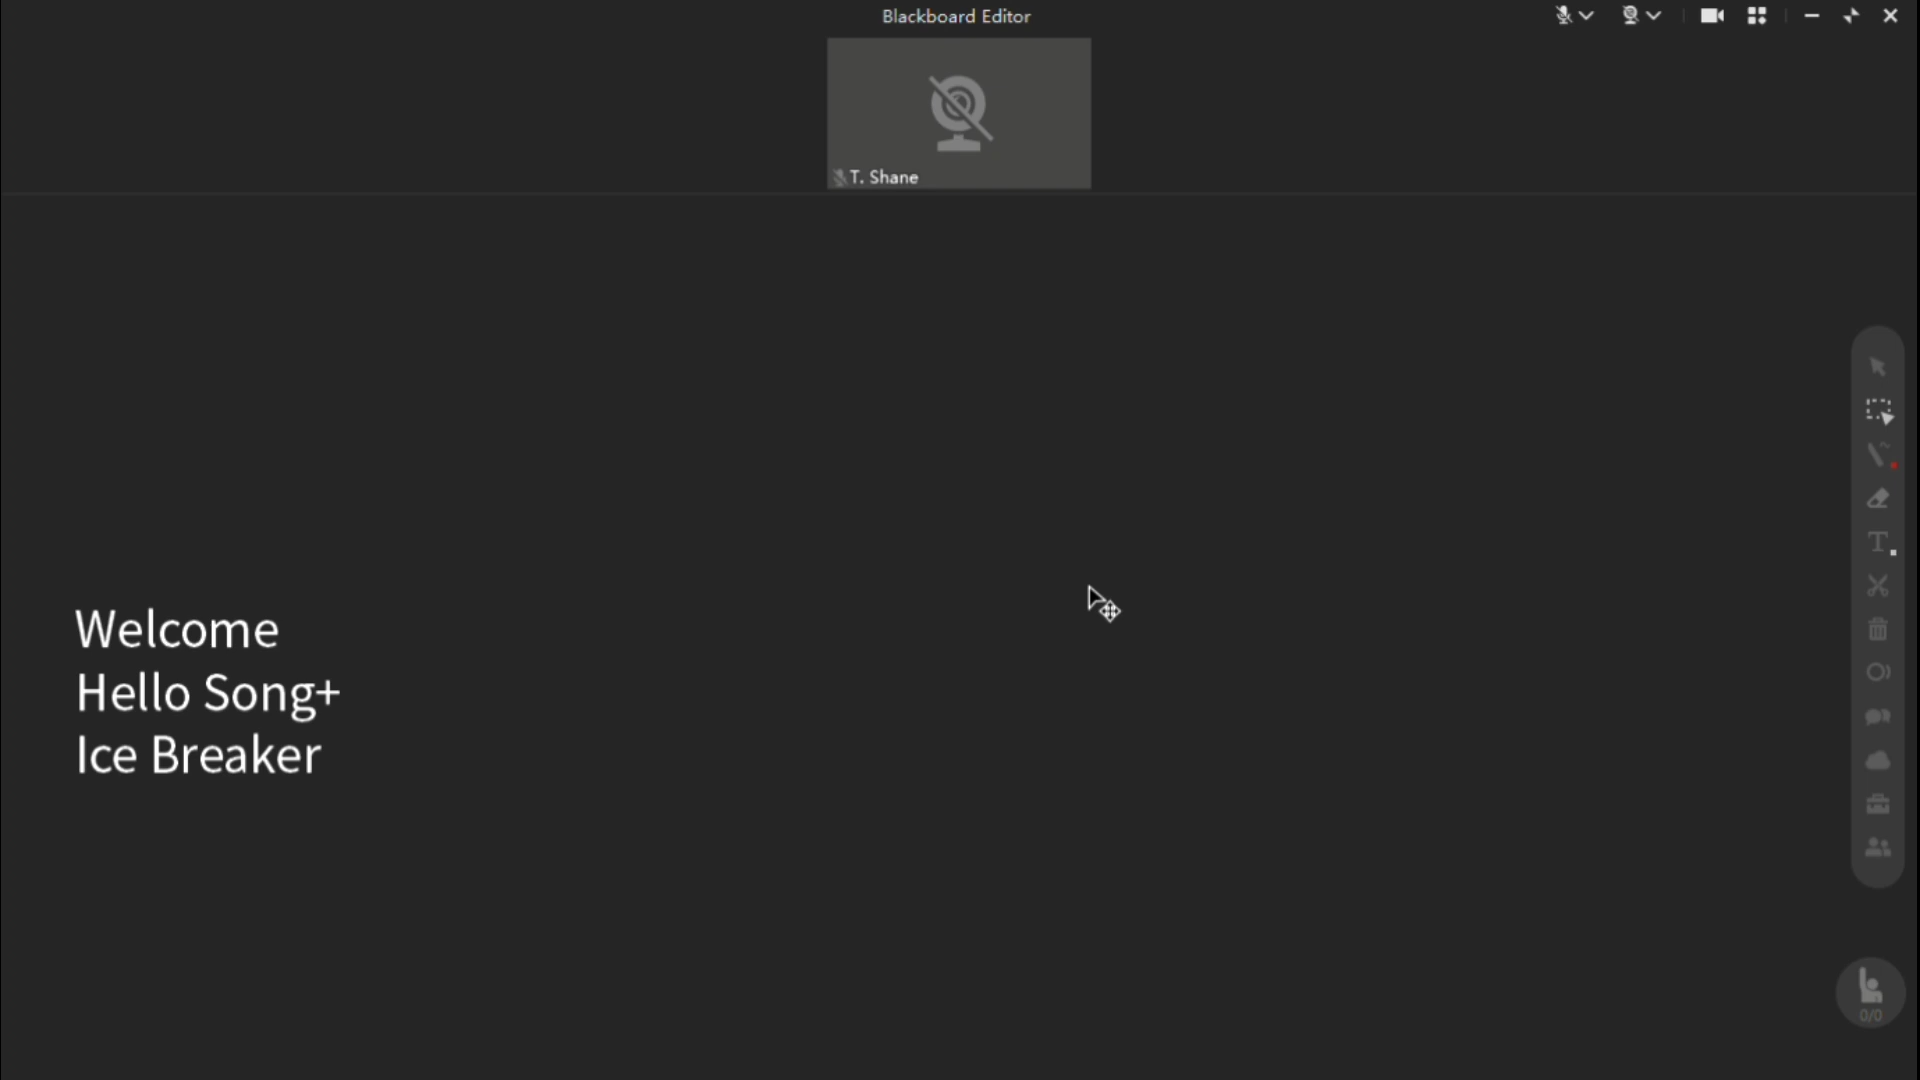 Blackboard Editor
T. Shane
Welcome
Hello Song+
Ice Breaker
0/0